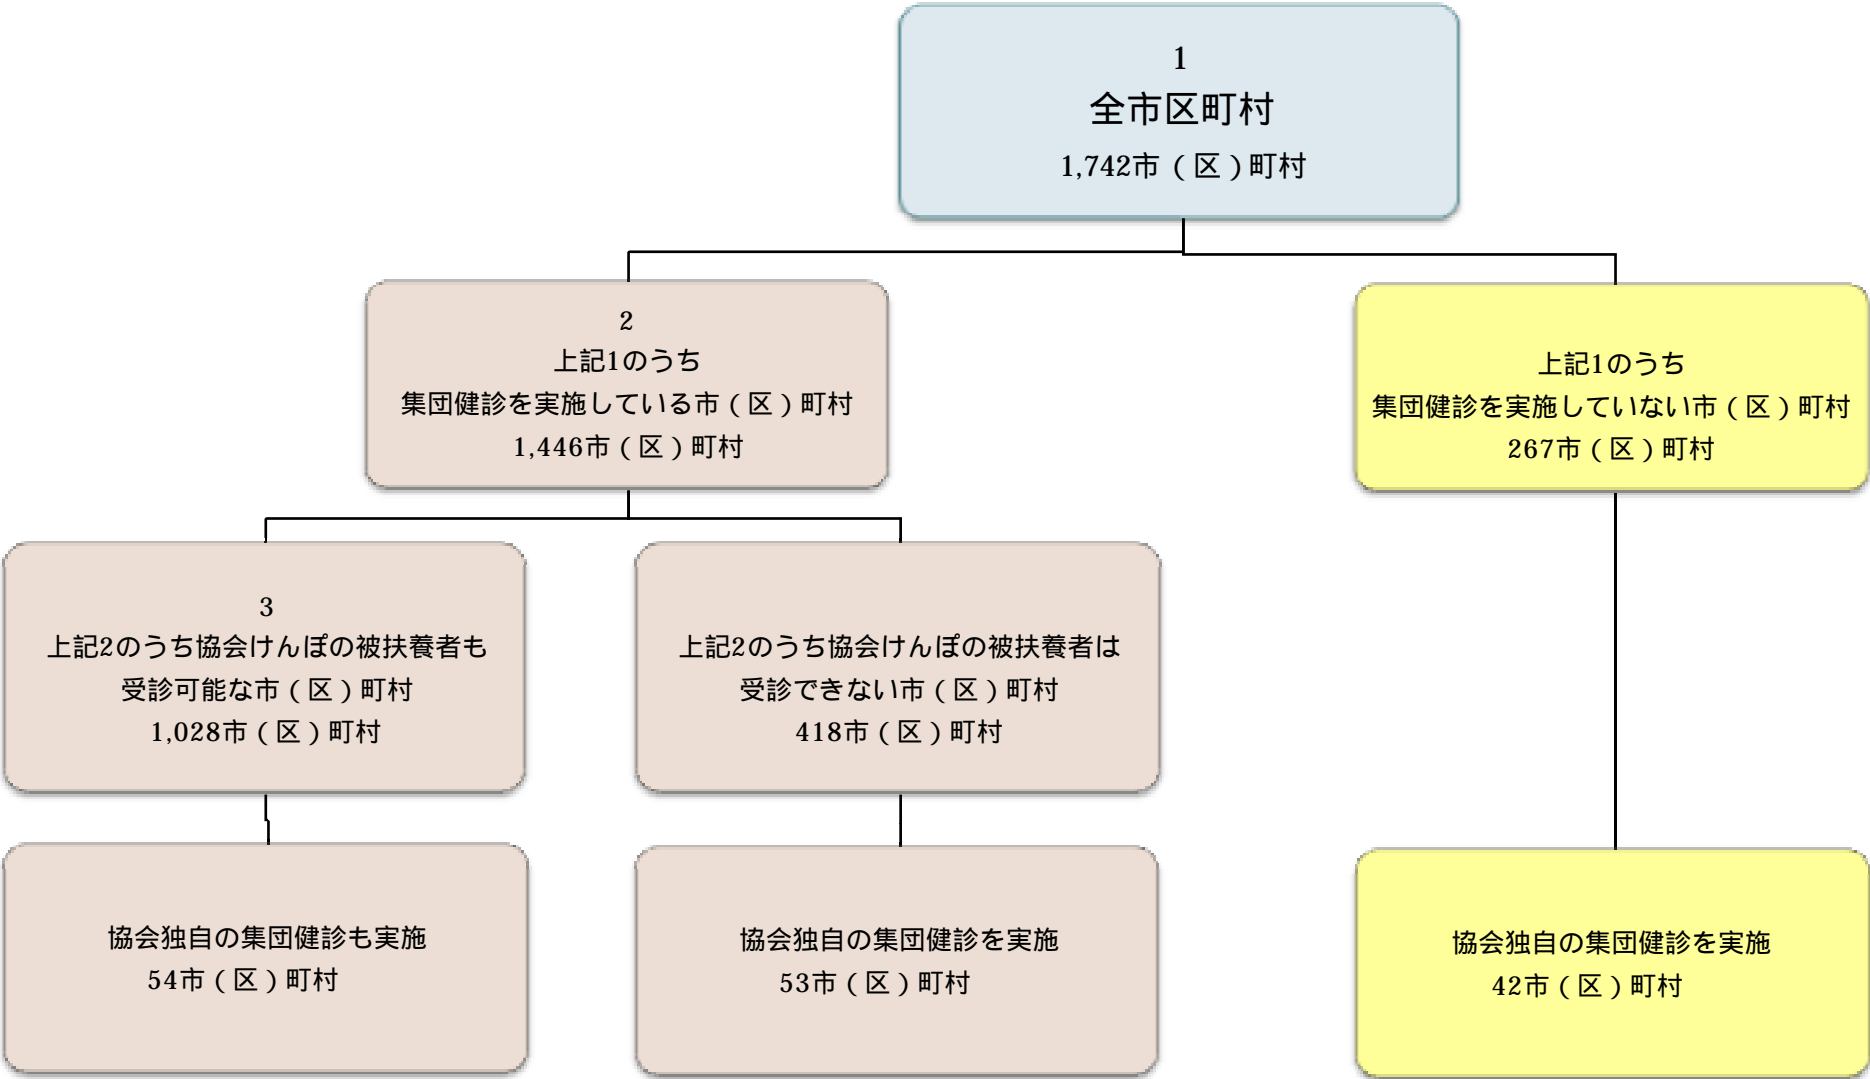 1
全市区町村
1,742市（区）町村
2
上記1のうち
集団健診を実施している市（区）町村
1,446市（区）町村
上記1のうち
集団健診を実施していない市（区）町村
267市（区）町村
3
上記2のうち協会けんぽの被扶養者も
受診可能な市（区）町村
1,028市（区）町村
上記2のうち協会けんぽの被扶養者は
受診できない市（区）町村
418市（区）町村
協会独自の集団健診も実施
54市（区）町村
協会独自の集団健診を実施
53市（区）町村
協会独自の集団健診を実施
42市（区）町村